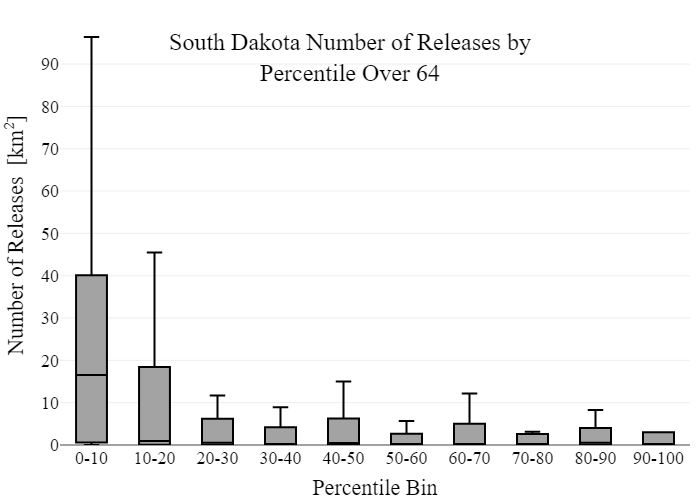 South Dakota Number of Releases by
Percentile Over 64
Number of Releases [km²]
90
80
70
60
50
40
30
20
10
0
0-10 10-20 20-30 30-40 40-50 50-60 60-70 70-80 80-90 90-100
Percentile Bin